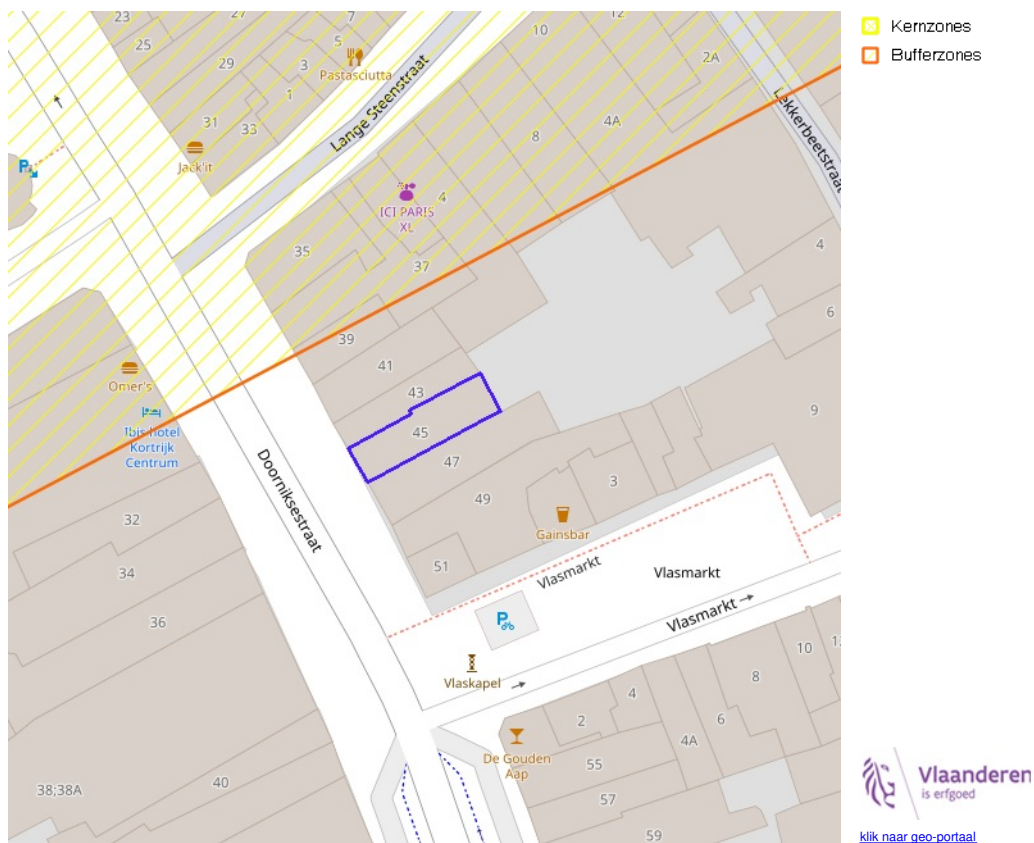 Kernzones
Bufferzones
23
27
7
25
5
29
3
Pastasciutta
1
31
33
Jack'it
Lange Steenstraat
10
12
2A
8
4A
Lekkerbeetstraat
P
4
ICI PARIS
XL
35
37
4
6
39
41
43
45
47
49
51
9
3
Gainsbar
Omer's
Ibis hotel
Kortrijk
Centrum
Doorniksestraat
32
34
36
38;38A
40
Vlasmarkt
Vlasmarkt
Vlasmarkt
P
Vlaskapel
De Gouden
Aap
2
4
4A
6
8
10
55
57
59
Vlaanderen
is erfgoed
klik naar geo-portaal